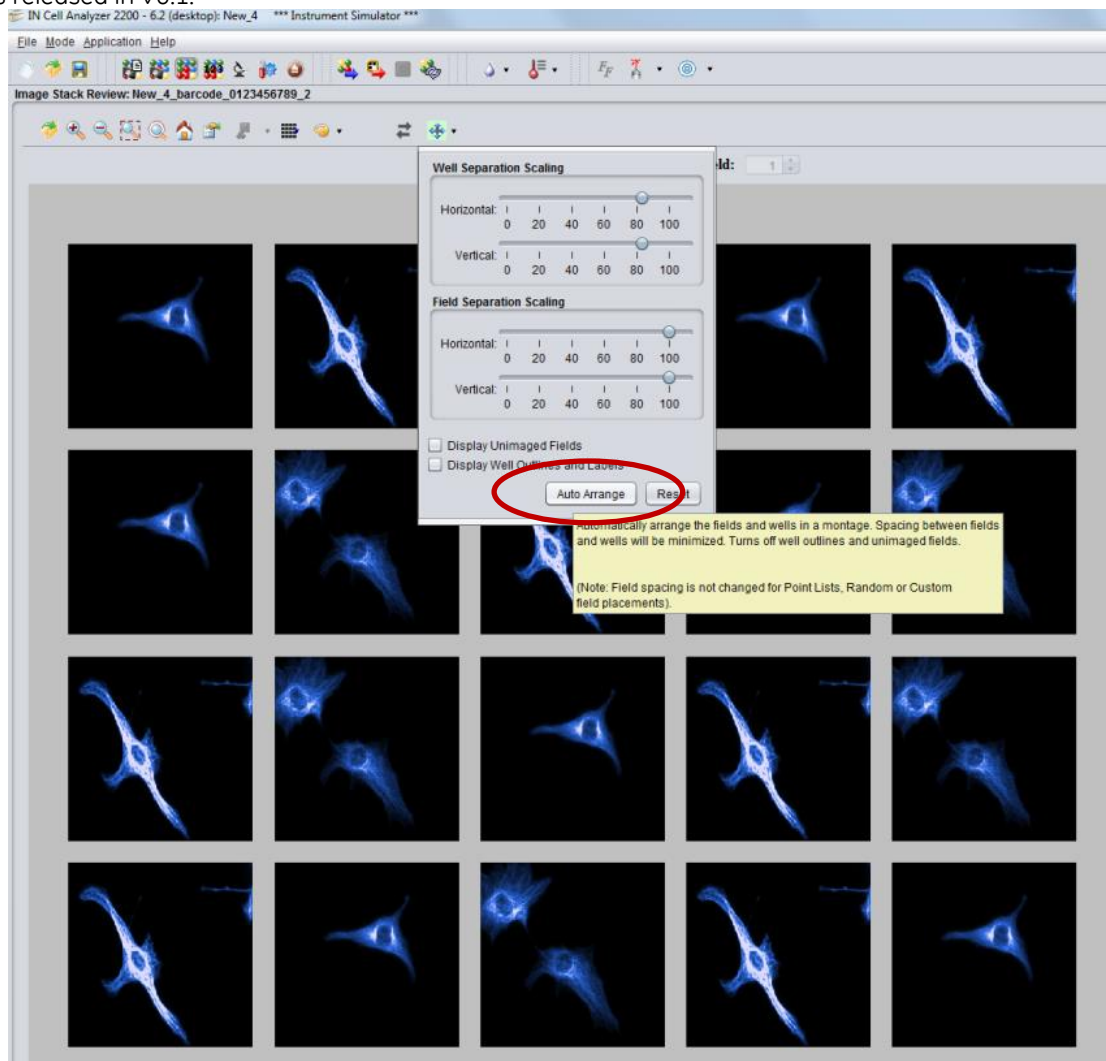 released in V6.1.
IN Cell Analyzer 2200 - 6.2 (desktop): New_4 *** Instrument Simulator ***
File Mode Application Help
Image Stack Review: New_4_barcode_0123456789_2
1
Well Separation Scaling
Horizontal:
0 20 40 60 80 100
Vertical:
0 20 40 60 80 100
Field Separation Scaling
Horizontal:
0 20 40 60 80 100
Vertical:
0 20 40 60 80 100
Display Unimaged Fields
Display Well Outlines and Labels
Auto Arrange Reset
Automatically arrange the fields and wells in a montage. Spacing between fields
and wells will be minimized. Turns off well outlines and unimaged fields.
(Note: Field spacing is not changed for Point Lists, Random or Custom
field placements).